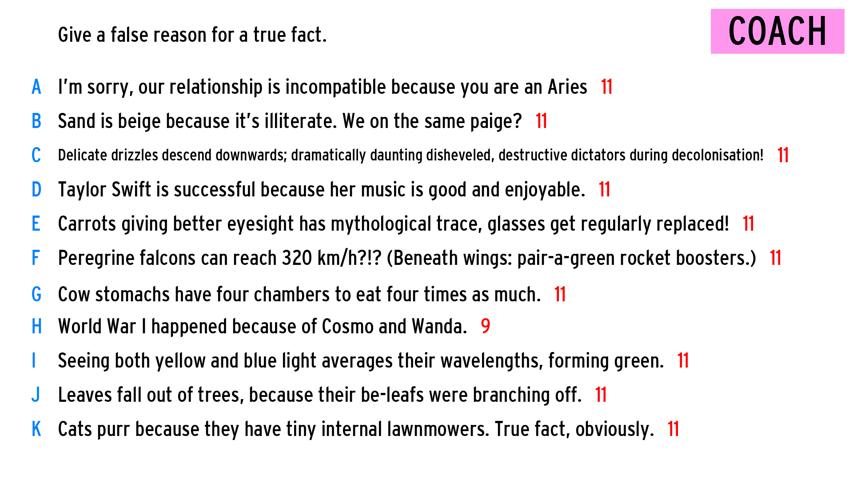 Give a false reason for a true fact.
COACH
A I'm sorry, our relationship is incompatible because you are an Aries 11
B Sand is beige because it's illiterate. We on the same paige? 11
C Delicate drizzles descend downwards; dramatically daunting disheveled, destructive dictators during decolonisation! 11
D Taylor Swift is successful because her music is good and enjoyable. 11
E Carrots giving better eyesight has mythological trace, glasses get regularly replaced! 11
F Peregrine falcons can reach 320 km/h?!? (Beneath wings: pair-a-green rocket boosters.) 11
G Cow stomachs have four chambers to eat four times as much. 11
H World War I happened because of Cosmo and Wanda. 9
I Seeing both yellow and blue light averages their wavelengths, forming green. 11
J Leaves fall out of trees, because their be-leafs were branching off. 11
K Cats purr because they have tiny internal lawnmowers. True fact, obviously. 11